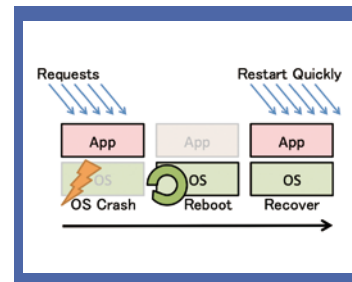 Requests
Restart Quickly
App
App
App
OS
OS
OS
OS Crash
Reboot
Recover